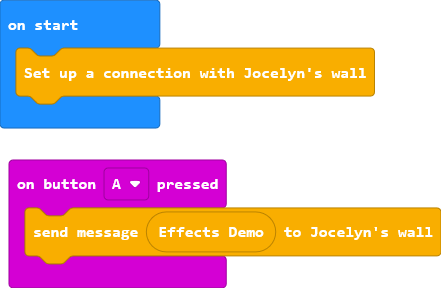 on start
Set up a connection with Jocelyn's wall
on button A pressed
send message Effects Demo to Jocelyn's wall